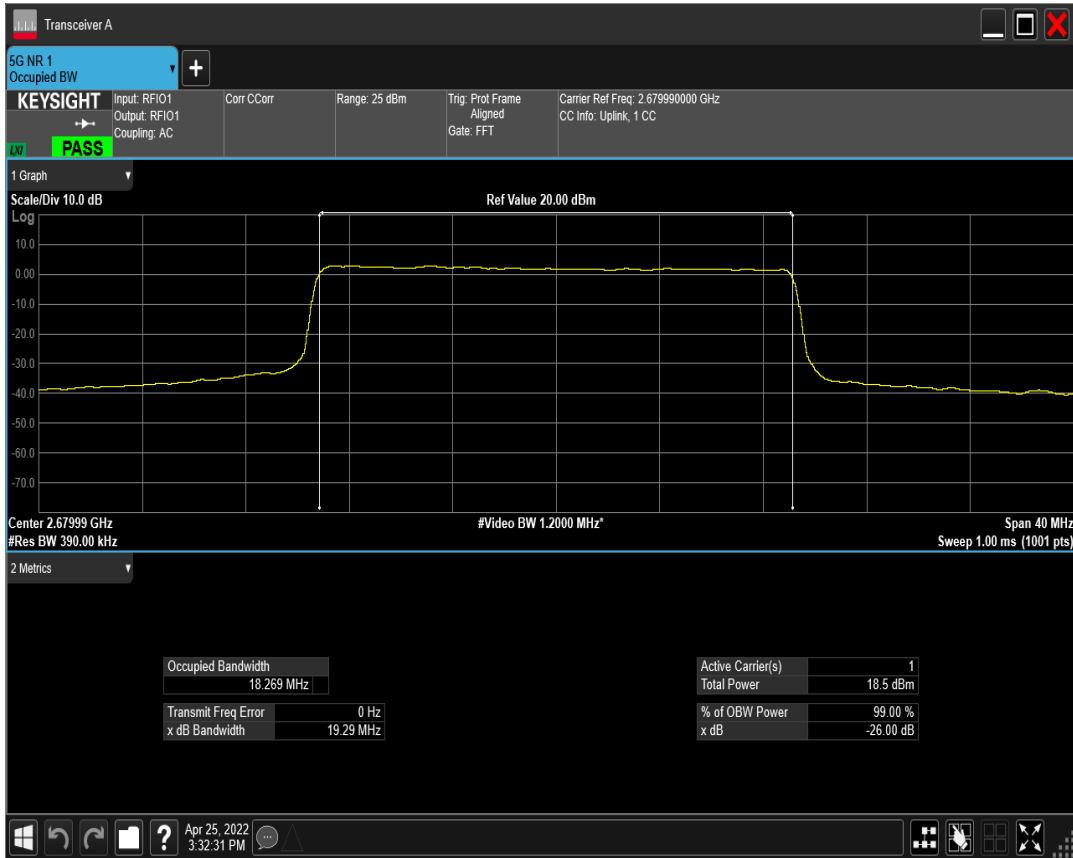 Transceiver A
5G NR 1
Occupied BW
+
KEYSIGHT
LXI
PASS
Input: RFIO1
Output: RFIO1
Coupling: AC
Corr CCorr
Range: 25 dBm
Trig: Prot Frame
Aligned
Gate: FFT
Carrier Ref Freq: 2.679990000 GHz
CC Info: Uplink, 1 CC
1 Graph
Scale/Div 10.0 dB
Ref Value 20.00 dBm
Log
10.0
0.00
-10.0
-20.0
-30.0
-40.0
-50.0
-60.0
-70.0
Center 2.67999 GHz
#Video BW 1.2000 MHz*
Span 40 MHz
#Res BW 390.00 kHz
Sweep 1.00 ms (1001 pts)
2 Metrics
Occupied Bandwidth
18.269 MHz
Transmit Freq Error 0 Hz
x dB Bandwidth 19.29 MHz
Active Carrier(s) 1
Total Power 18.5 dBm
% of OBW Power 99.00 %
x dB -26.00 dB
?
Apr 25, 2022
3:32:31 PM